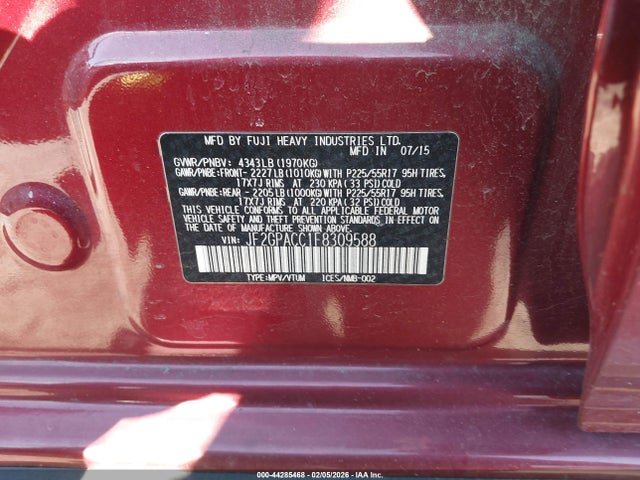 MFD BY FUJI HEAVY INDUSTRIES LTD.
MFD IN 07/15
GVWR/PNBV: 4343LB(1970KG)
GAWR/PNBE:FRONT- 2227LB(1010KG)WITH P225/55R17 95H TIRES,
17X7J RIMS AT 230 KPA(33 PSI)COLD
GAWR/PNBE:REAR - 2205LB(1000KG)WITH P225/55R17 95H TIRES,
17X7J RIMS AT 220 KPA(32 PSI)COLD
THIS VEHICLE CONFORMS TO ALL APPLICABLE FEDERAL MOTOR
VEHICLE SAFETY AND THEFT PREVENTION STANDARDS IN EFFECT ON
THE DATE OF MANUFACTURE SHOWN ABOVE.
VIN: JF2GPACC1F8309588
TYPE:MPV/VTUM ICES/NMB-002
000-44285468 - 02/05/2026 - IAA Inc.